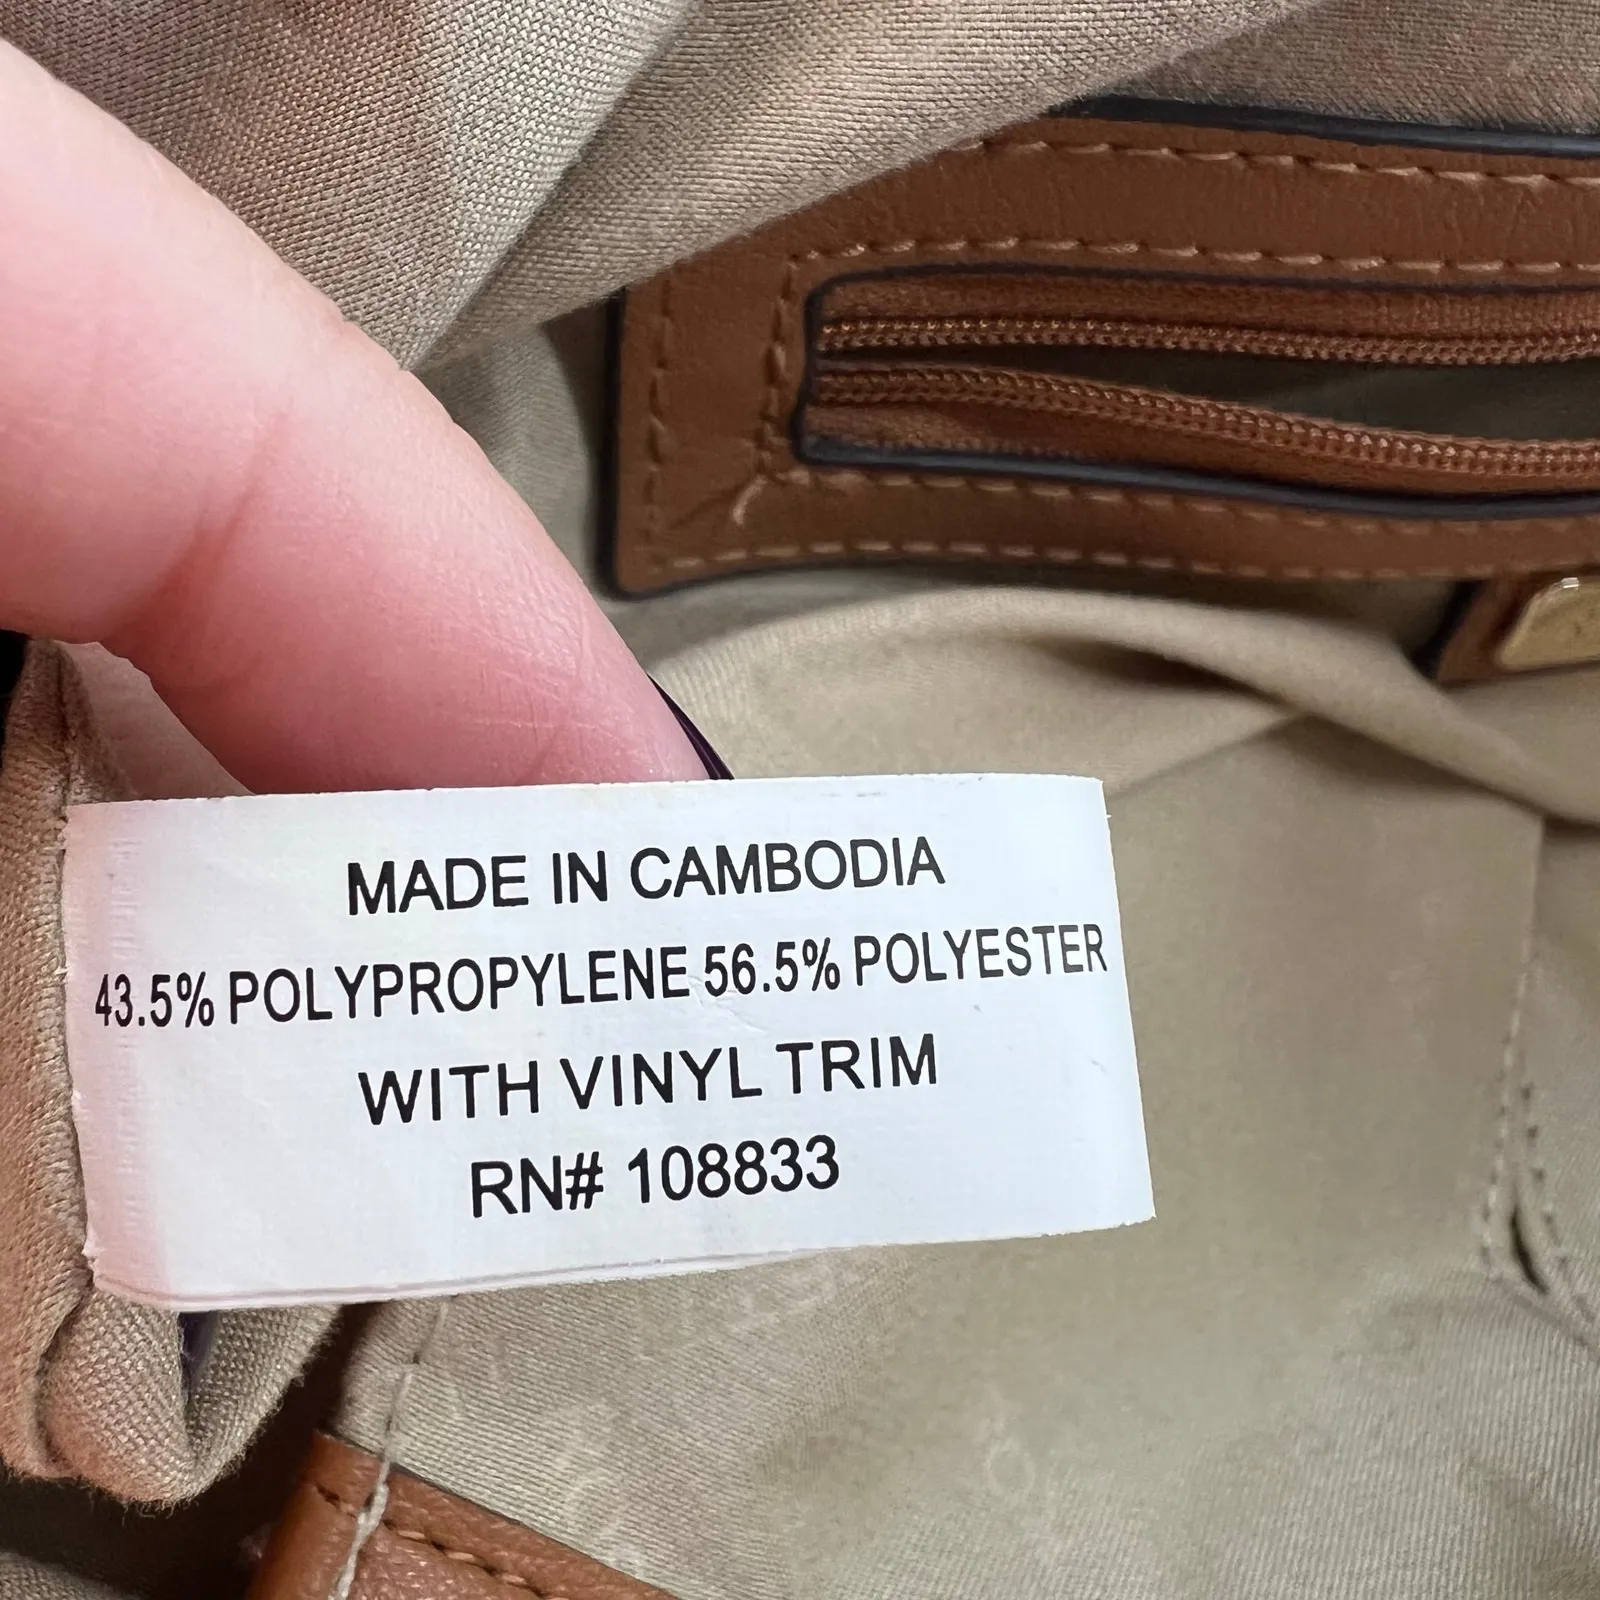 MADE IN CAMBODIA
43.5% POLYPROPYLENE 56.5% POLYESTER
WITH VINYL TRIM
RN# 108833